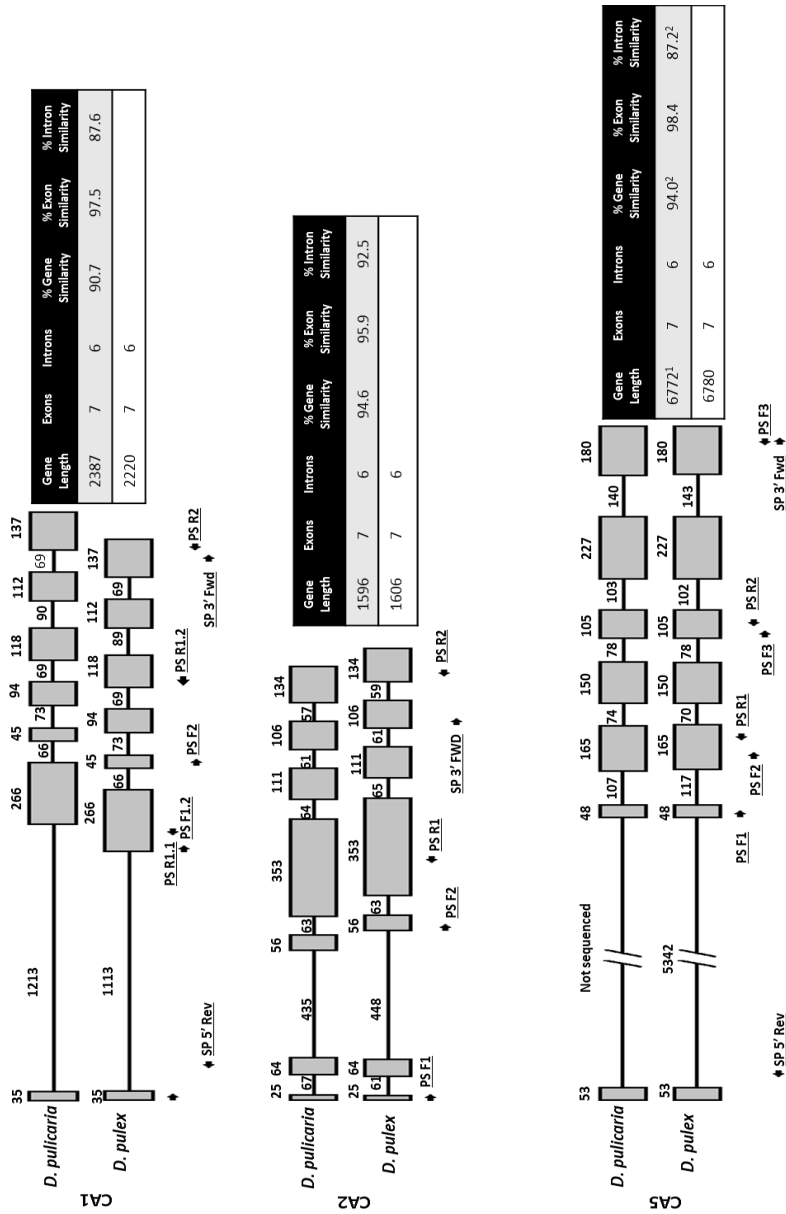 CA1
D. pulicaria
35 1213 266 66 45 73 94 69 118 90 112 69 137
D. pulex
35 1113 266 66 45 73 94 69 118 89 112 69 137
SP 5' Rev
PS R1.1
PS F1.2
PS F2
PS R1.2
SP 3' Fwd
PS R2
Gene Length Exons Introns % Gene Similarity % Exon Similarity % Intron Similarity
2387 7 6 90.7 97.5 87.6
2220 7 6
CA2
D. pulicaria
25 67 64 435 56 63 353 64 111 61 106 57 134
D. pulex
25 61 64 448 56 63 353 65 111 61 106 59 134
PS F1
PS F2
PS R1
SP 3' FWD
PS R2
Gene Length Exons Introns % Gene Similarity % Exon Similarity % Intron Similarity
1596 7 6 94.6 95.9 92.5
1606 7 6
CA5
D. pulicaria
53 Not sequenced 48 107 165 74 150 78 105 103 227 140 180
D. pulex
53 5342 48 117 165 70 150 78 105 102 227 143 180
SP 5' Rev
PS F1
PS F2
PS R1
PS F3
PS R2
SP 3' Fwd
PS F3
Gene Length Exons Introns % Gene Similarity % Exon Similarity % Intron Similarity
6772¹ 7 6 94.0² 98.4 87.2²
6780 7 6